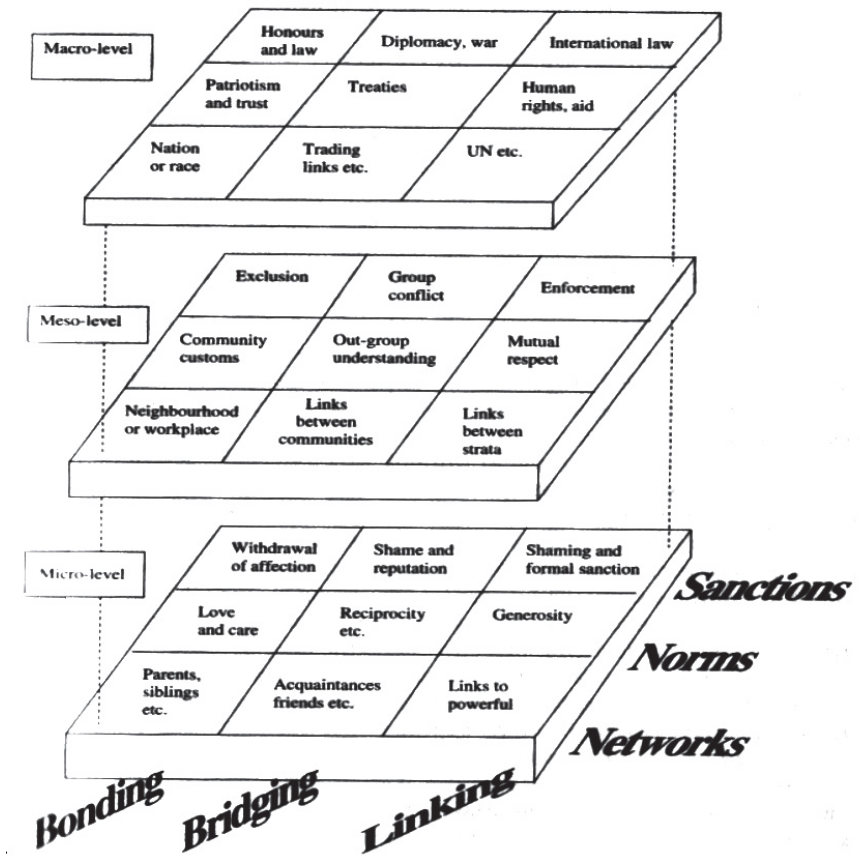 Macro-level
Honours
and law
Diplomacy, war
International law
Patriotism
and trust
Treaties
Human
rights, aid
Nation
or race
Trading
links etc.
UN etc.
Meso-level
Exclusion
Group
conflict
Enforcement
Community
customs
Out-group
understanding
Mutual
respect
Neighbourhood
or workplace
Links
between
communities
Links
between
strata
Micro-level
Withdrawal
of affection
Shame and
reputation
Shaming and
formal sanction
Sanctions
Love
and care
Reciprocity
etc.
Generosity
Norms
Parents,
siblings
etc.
Acquaintances
friends etc.
Links to
powerful
Networks
Bonding
Bridging
Linking